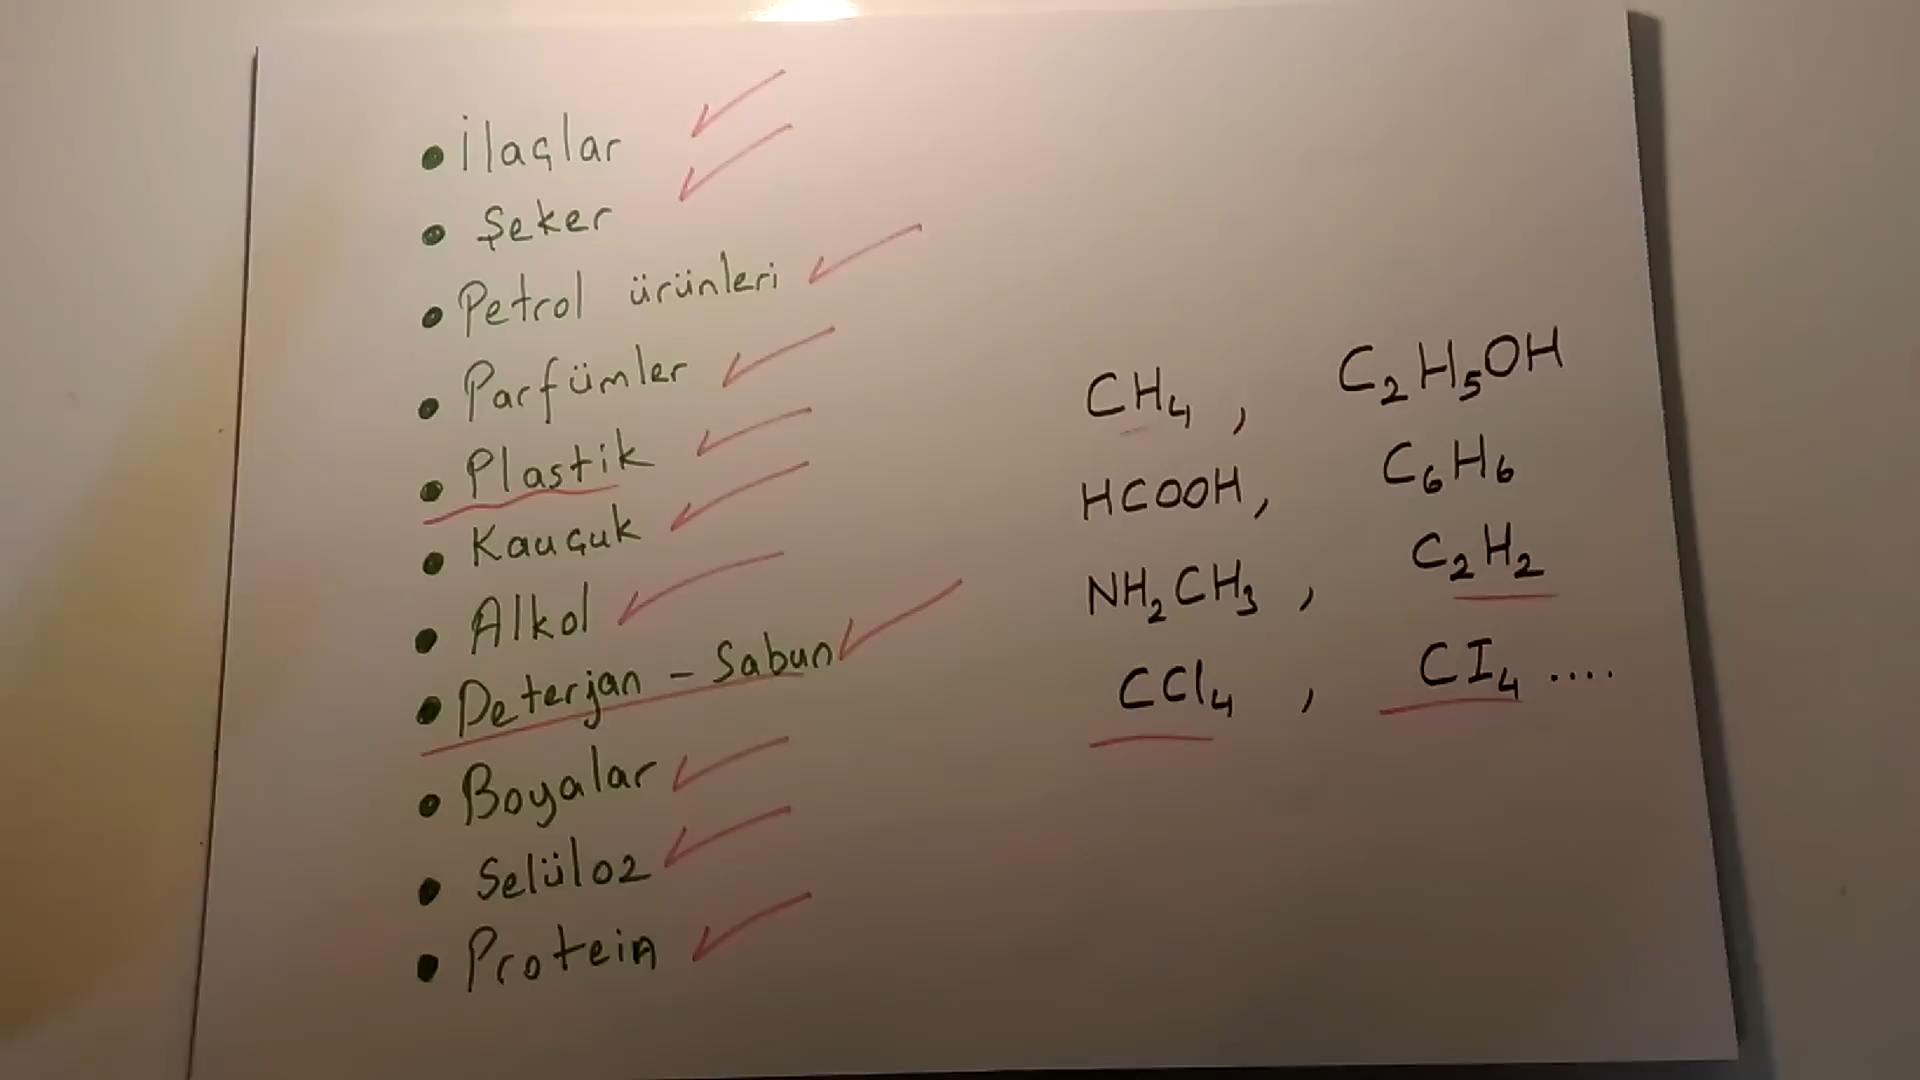 • İlaçlar
• Şeker
• Petrol ürünleri
• Parfümler
• Plastik
• Kauçuk
• Alkol
• Deterjan - Sabun
• Boyalar
• Selüloz
• Protein
CH₄ , C₂H₅OH
HCOOH, C₆H₆
NH₂CH₃ , C₂H₂
CCl₄ , CI₄ ....